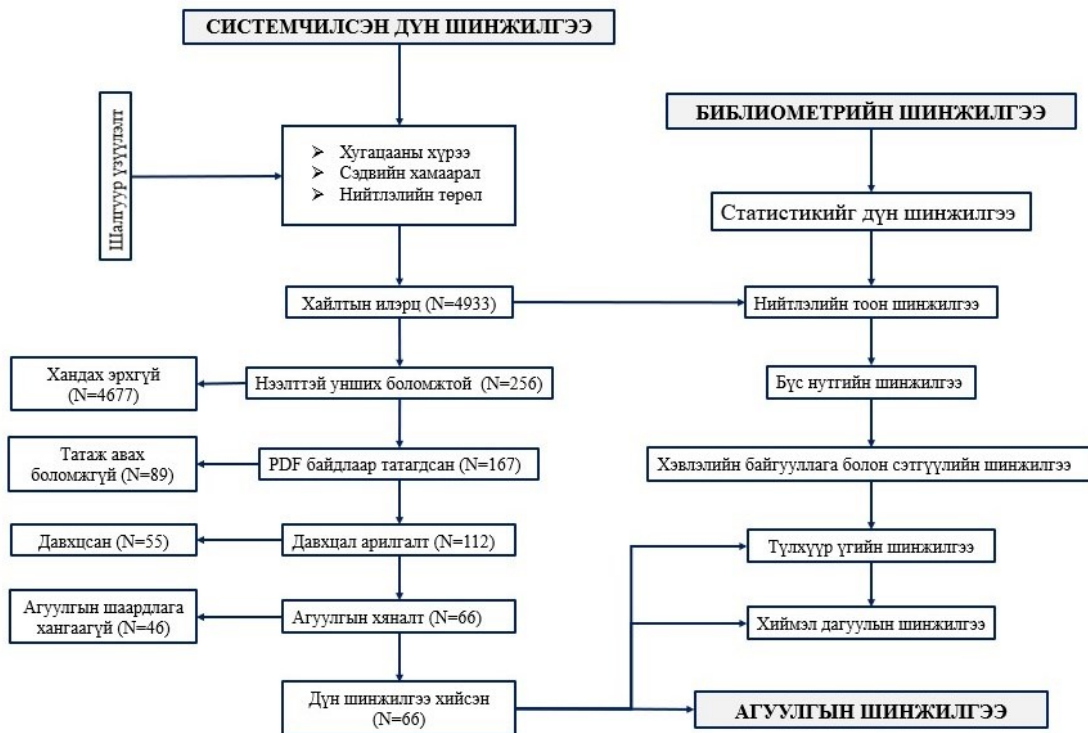 СИСТЕМЧИЛСЭН ДҮН ШИНЖИЛГЭЭ
Шалгуур үзүүлэлт
Хугацааны хүрээ
Сэдвийн хамаарал
Нийтлэлийн төрөл
Хайлтын илэрц (N=4933)
Хандах эрхгүй
(N=4677)
Нээлттэй унших боломжтой (N=256)
Татаж авах
боломжгүй (N=89)
PDF байдлаар татагдсан (N=167)
Давхцсан (N=55)
Давхцал арилгалт (N=112)
Агуулгын шаардлага
хангаагүй (N=46)
Агуулгын хяналт (N=66)
Дүн шинжилгээ хийсэн
(N=66)
БИБЛИОМЕТРИЙН ШИНЖИЛГЭЭ
Статистикийг дүн шинжилгээ
Нийтлэлийн тоон шинжилгээ
Бүс нутгийн шинжилгээ
Хэвлэлийн байгууллага болон сэтгүүлийн шинжилгээ
Түлхүүр үгийн шинжилгээ
Хиймэл дагуулын шинжилгээ
АГУУЛГЫН ШИНЖИЛГЭЭ